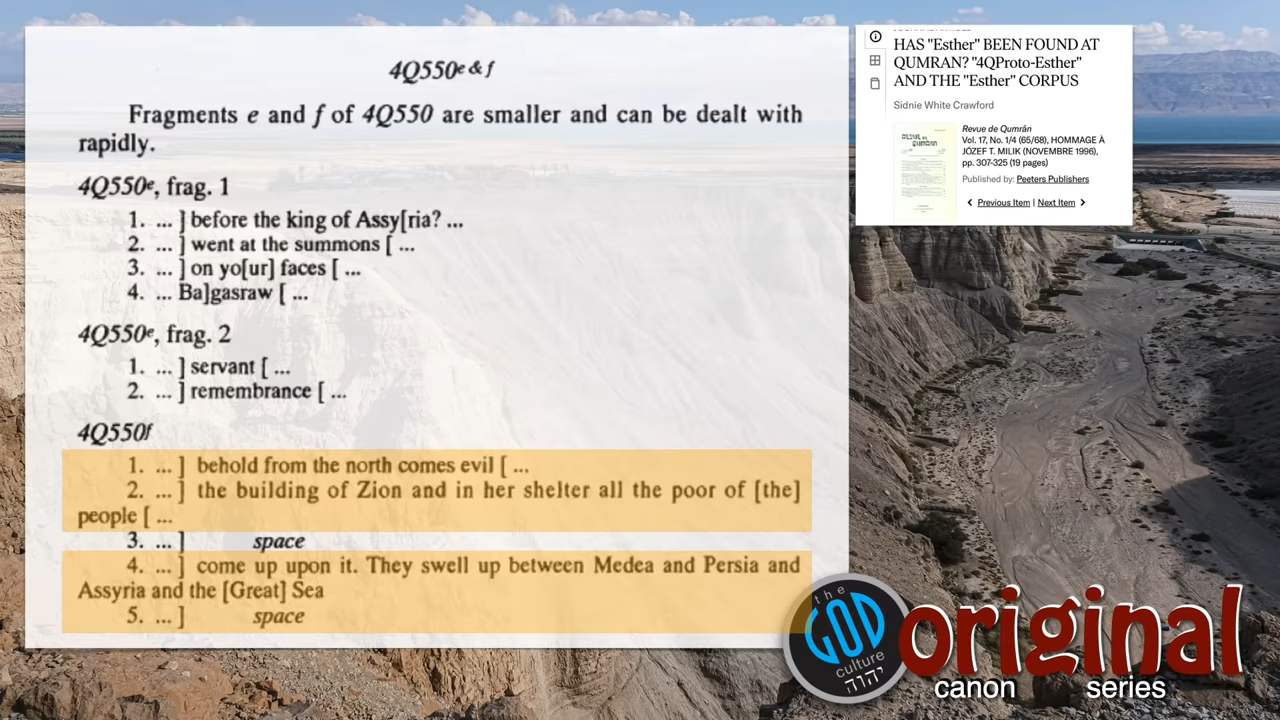 4Q550e & f
Fragments e and f of 4Q550 are smaller and can be dealt with
rapidly.
4Q550e, frag. 1
1. ... ] before the king of Assy[ria? ...
2. ... ] went at the summons [ ...
3. ... ] on yo[ur] faces [ ...
4. ... Ba]gasraw [ ...
4Q550e, frag. 2
1. ... ] servant [ ...
2. ... ] remembrance [ ...
4Q550f
1. ... ] behold from the north comes evil [ ...
2. ... ] the building of Zion and in her shelter all the poor of [the]
people [ ...
3. ... ] space
4. ... ] come up upon it. They swell up between Medea and Persia and
Assyria and the [Great] Sea
5. ... ] space
HAS "Esther" BEEN FOUND AT
QUMRAN? "4QProto-Esther"
AND THE "Esther" CORPUS
Sidnie White Crawford
Revue de Qumrân
Vol. 17, No. 1/4 (65/68), HOMMAGE À
JÓZEF T. MILIK (NOVEMBRE 1996),
pp. 307-325 (19 pages)
Published by: Peeters Publishers
Previous Item | Next Item
the
GOD
culture
יהוה
original
canon series